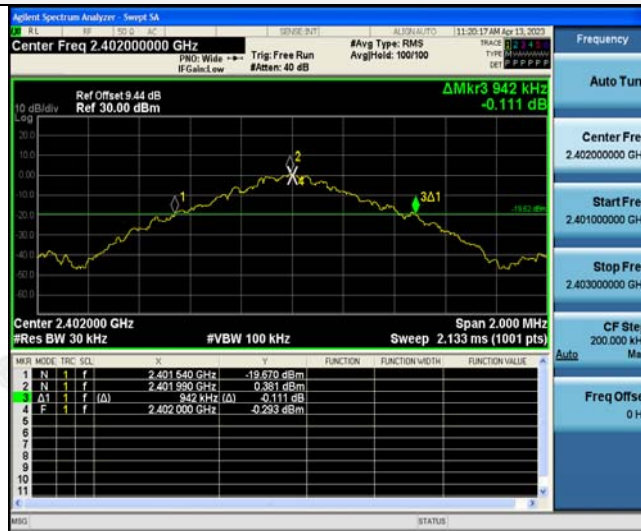 Agilent Spectrum Analyzer - Swept SA
RL RF 50 Ω AC SENSE:INT ALIGNAUTO 11:20:17 AM Apr 13, 2023
Center Freq 2.402000000 GHz
#Avg Type: RMS
TRACE 1 2 3 4 5 6
PNO: Wide
Trig: Free Run
Avg|Hold: 100/100
TYPE M
IFGain:Low
#Atten: 40 dB
DET P P P P P P
ΔMkr3 942 kHz
-0.111 dB
Ref Offset 9.44 dB
10 dB/div Ref 30.00 dBm
Log
20.0
10.0
0.00
-10.0
-20.0
-30.0
-40.0
-50.0
-60.0
1
2
4
3Δ1
-19.62 dBm
Center 2.402000 GHz
Span 2.000 MHz
#Res BW 30 kHz #VBW 100 kHz Sweep 2.133 ms (1001 pts)
MKR MODE TRC SCL X Y FUNCTION FUNCTION WIDTH FUNCTION VALUE
1 N 1 f 2.401 540 GHz -19.670 dBm
2 N 1 f 2.401 990 GHz 0.381 dBm
3 Δ1 1 f (Δ) 942 kHz (Δ) -0.111 dB
4 F 1 f 2.402 000 GHz -0.293 dBm
5
6
7
8
9
10
11
MSG STATUS
Frequency
Auto Tun
Center Fre
2.402000000 GH
Start Fre
2.401000000 GH
Stop Fre
2.403000000 GH
CF Ste
200.000 kH
Auto Ma
Freq Offse
0 H